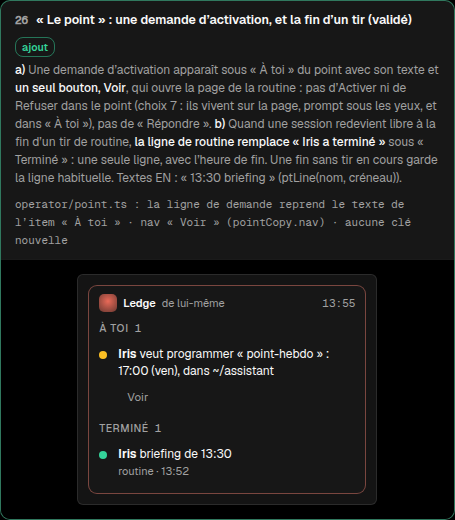 26 « Le point » : une demande d’activation, et la fin d’un tir (validé)
ajout
a) Une demande d’activation apparaît sous « À toi » du point avec son texte et
un seul bouton, Voir, qui ouvre la page de la routine : pas d’Activer ni de
Refuser dans le point (choix 7 : ils vivent sur la page, prompt sous les yeux, et
dans « À toi »), pas de « Répondre ». b) Quand une session redevient libre à la
fin d’un tir de routine, la ligne de routine remplace « Iris a terminé » sous «
Terminé » : une seule ligne, avec l’heure de fin. Une fin sans tir en cours garde
la ligne habituelle. Textes EN : « 13:30 briefing » (ptLine(nom, créneau)).
operator/point.ts : la ligne de demande reprend le texte de
l’item « À toi » · nav « Voir » (pointCopy.nav) · aucune clé
nouvelle
Ledge de lui-même 13:55
À TOI 1
Iris veut programmer « point-hebdo » :
17:00 (ven), dans ~/assistant
Voir
TERMINÉ 1
Iris briefing de 13:30
routine · 13:52